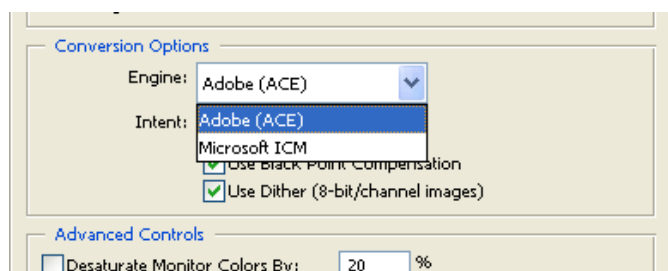 Conversion Options
Engine: Adobe (ACE)
Intent: Adobe (ACE)
Microsoft ICM
Use Black Point Compensation
Use Dither (8-bit/channel images)
Advanced Controls
Desaturate Monitor Colors By: 20 %